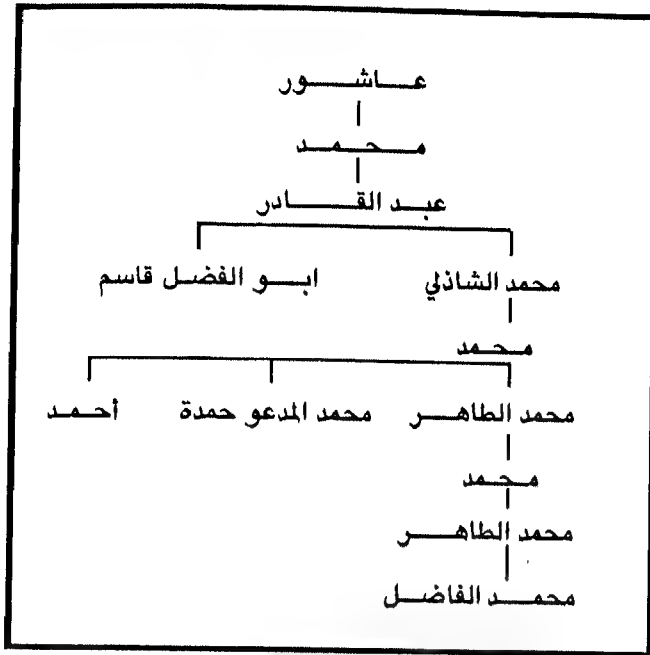 عاشور
محمد
عبد القادر
محمد الشاذلي ابو الفضل قاسم
محمد
محمد الطاهر محمد المدعو حمدة أحمد
محمد
محمد الطاهر
محمد الفاضل